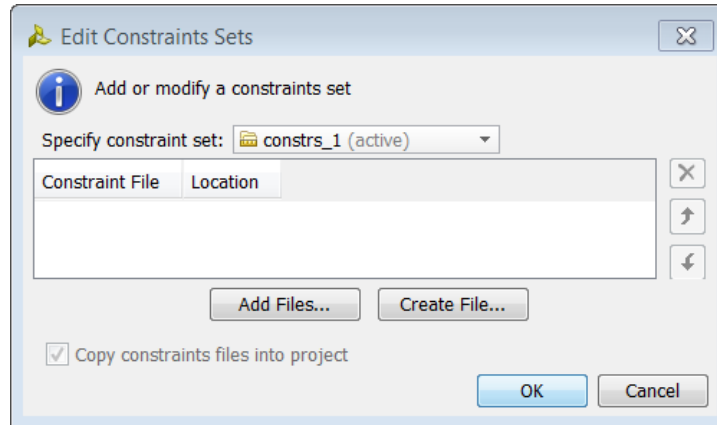 Edit Constraints Sets
Add or modify a constraints set
Specify constraint set: constrs_1 (active)
Constraint File Location
Add Files... Create File...
Copy constraints files into project
OK Cancel